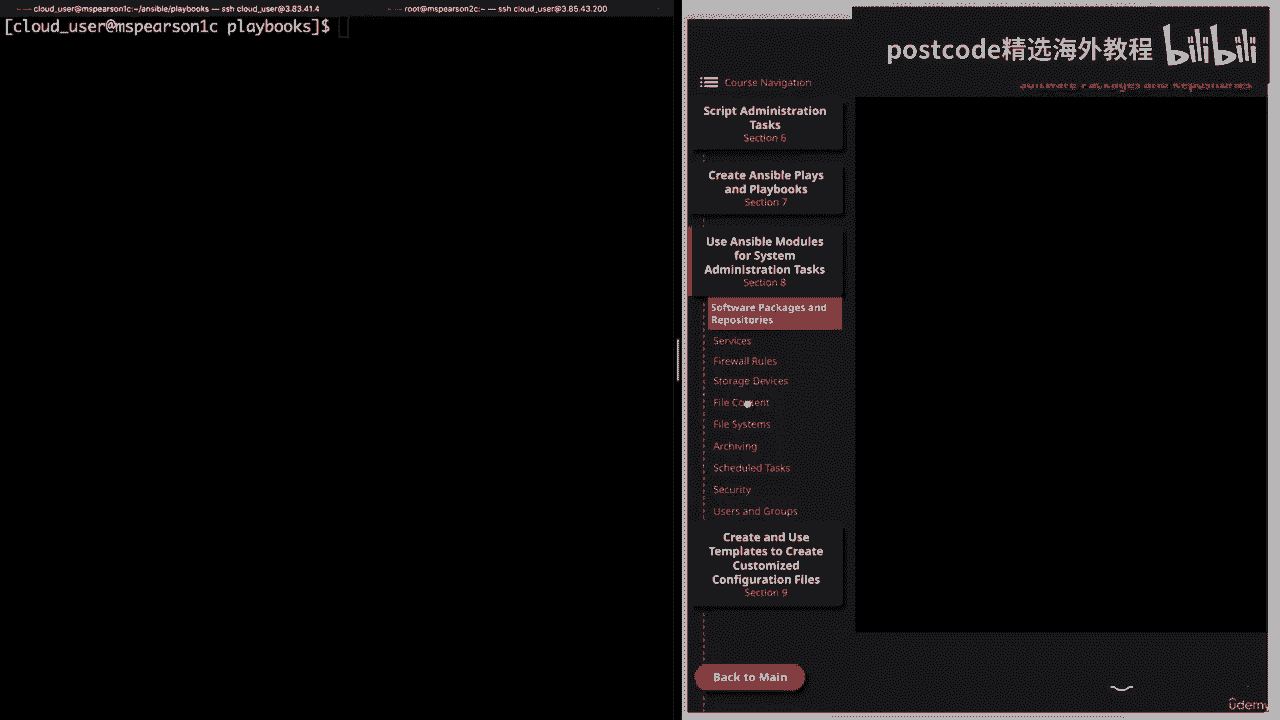 cloud_user@mspearson1c:~/ansible/playbooks — ssh cloud_user@3.83.41.4
root@mspearson2c:~ — ssh cloud_user@3.85.43.200
[cloud_user@mspearson1c playbooks]$
postcode精选海外教程 bilibili
Course Navigation
Software Packages and Repositories
Script Administration
Tasks
Section 6
Create Ansible Plays
and Playbooks
Section 7
Use Ansible Modules
for System
Administration Tasks
Section 8
Software Packages and
Repositories
Services
Firewall Rules
Storage Devices
File Content
File Systems
Archiving
Scheduled Tasks
Security
Users and Groups
Create and Use
Templates to Create
Customized
Configuration Files
Section 9
Back to Main
ûdemy